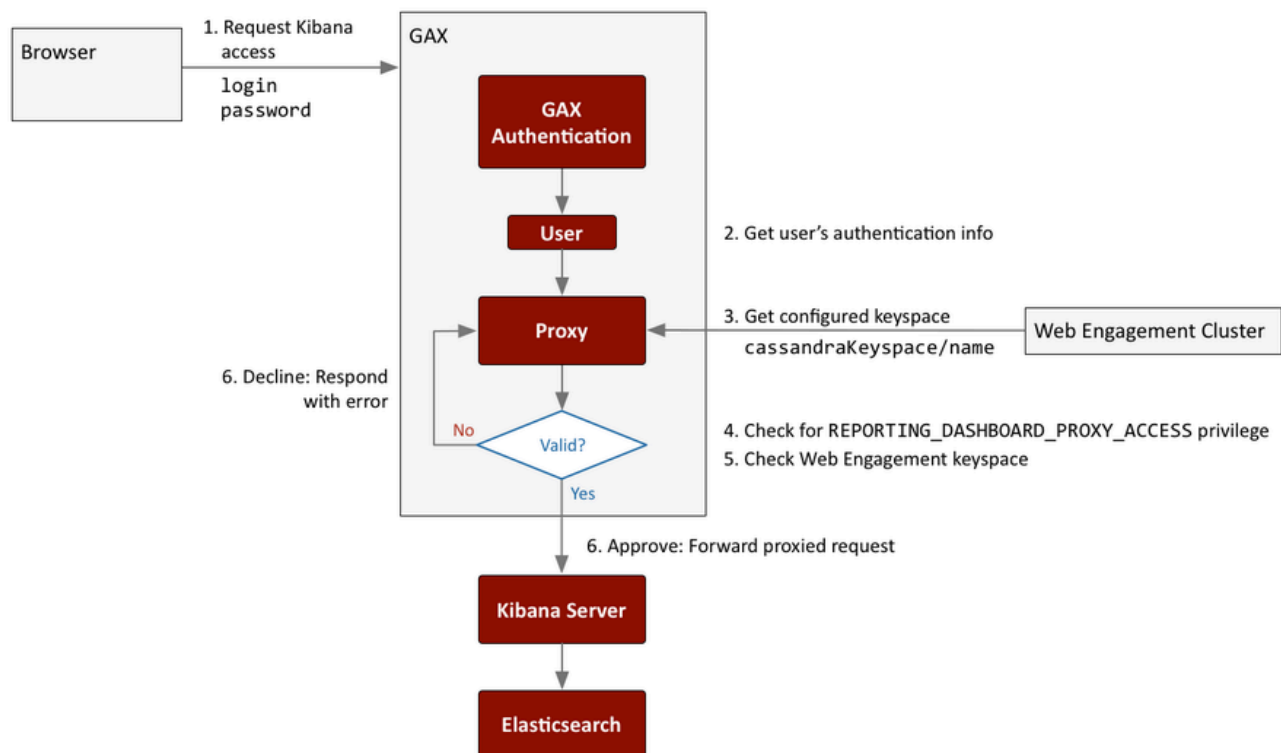 Browser
1. Request Kibana
access
login
password
GAX
GAX
Authentication
User
2. Get user’s authentication info
Proxy
3. Get configured keyspace
cassandraKeyspace/name
Web Engagement Cluster
6. Decline: Respond
with error
No
Valid?
Yes
4. Check for REPORTING_DASHBOARD_PROXY_ACCESS privilege
5. Check Web Engagement keyspace
6. Approve: Forward proxied request
Kibana Server
Elasticsearch